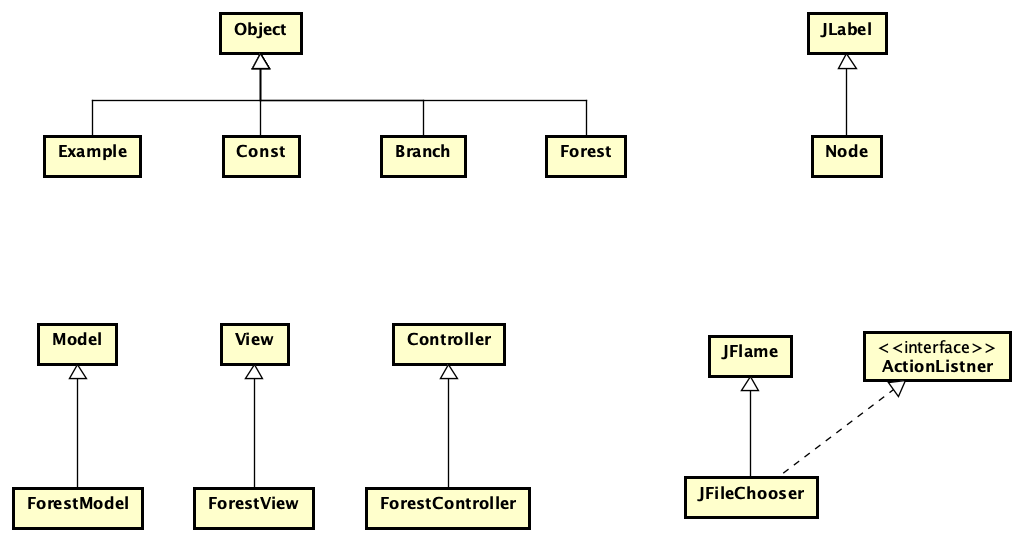 Object
JLabel
Example
Const
Branch
Forest
Node
Model
View
Controller
JFlame
<<interface>>
ActionListner
ForestModel
ForestView
ForestController
JFileChooser